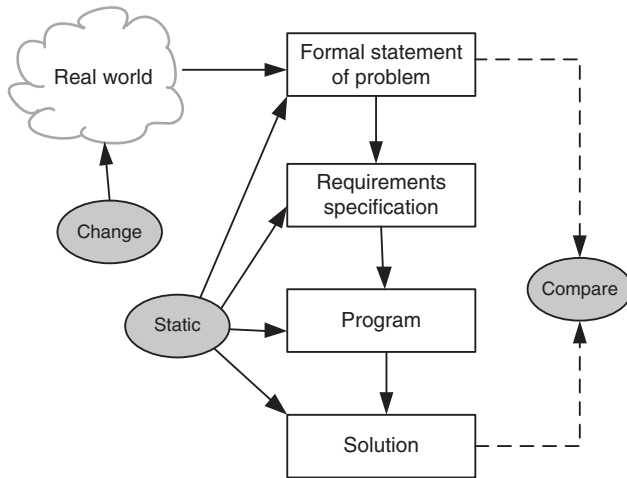 Formal statement
of problem
Real world
Requirements
specification
Change
Compare
Static
Program
Solution